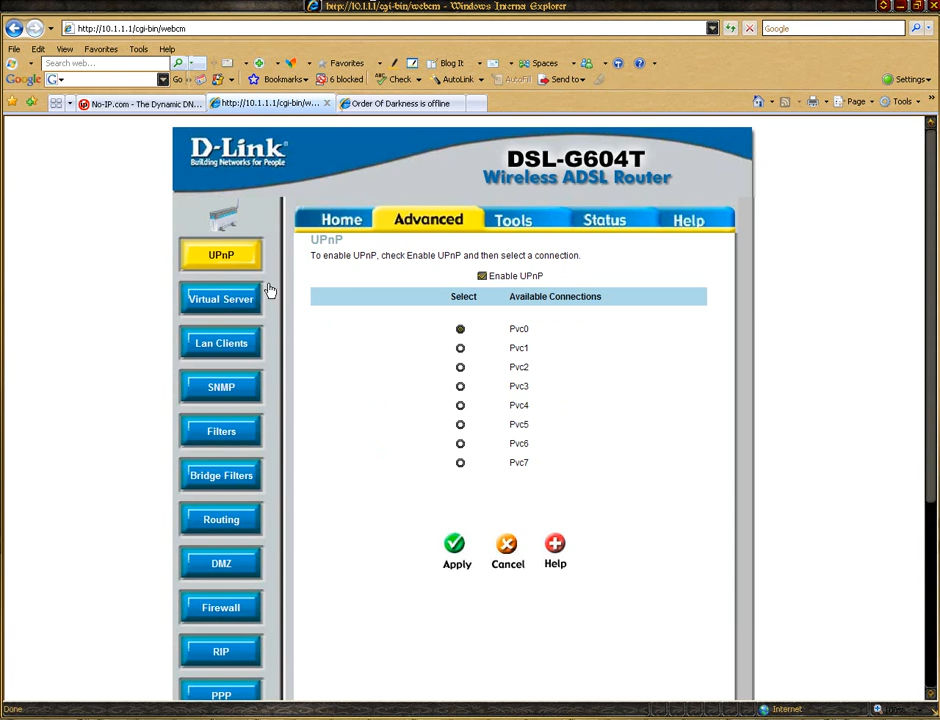 http://10.1.1.1/cgi-bin/webcm - Windows Internet Explorer
http://10.1.1.1/cgi-bin/webcm
Google
File Edit View Favorites Tools Help
Search web... Favorites Blog It Spaces
Google G Go Bookmarks 6 blocked Check AutoLink AutoFill Send to Settings
No-IP.com - The Dynamic DN... http://10.1.1.1/cgi-bin/w... Order Of Darkness is offline Page Tools
D-Link
Building Networks for People
DSL-G604T
Wireless ADSL Router
Home Advanced Tools Status Help
UPnP
Virtual Server
Lan Clients
SNMP
Filters
Bridge Filters
Routing
DMZ
Firewall
RIP
PPP
UPnP
To enable UPnP, check Enable UPnP and then select a connection.
Enable UPnP
Select Available Connections
Pvc0
Pvc1
Pvc2
Pvc3
Pvc4
Pvc5
Pvc6
Pvc7
Apply Cancel Help
Done Internet